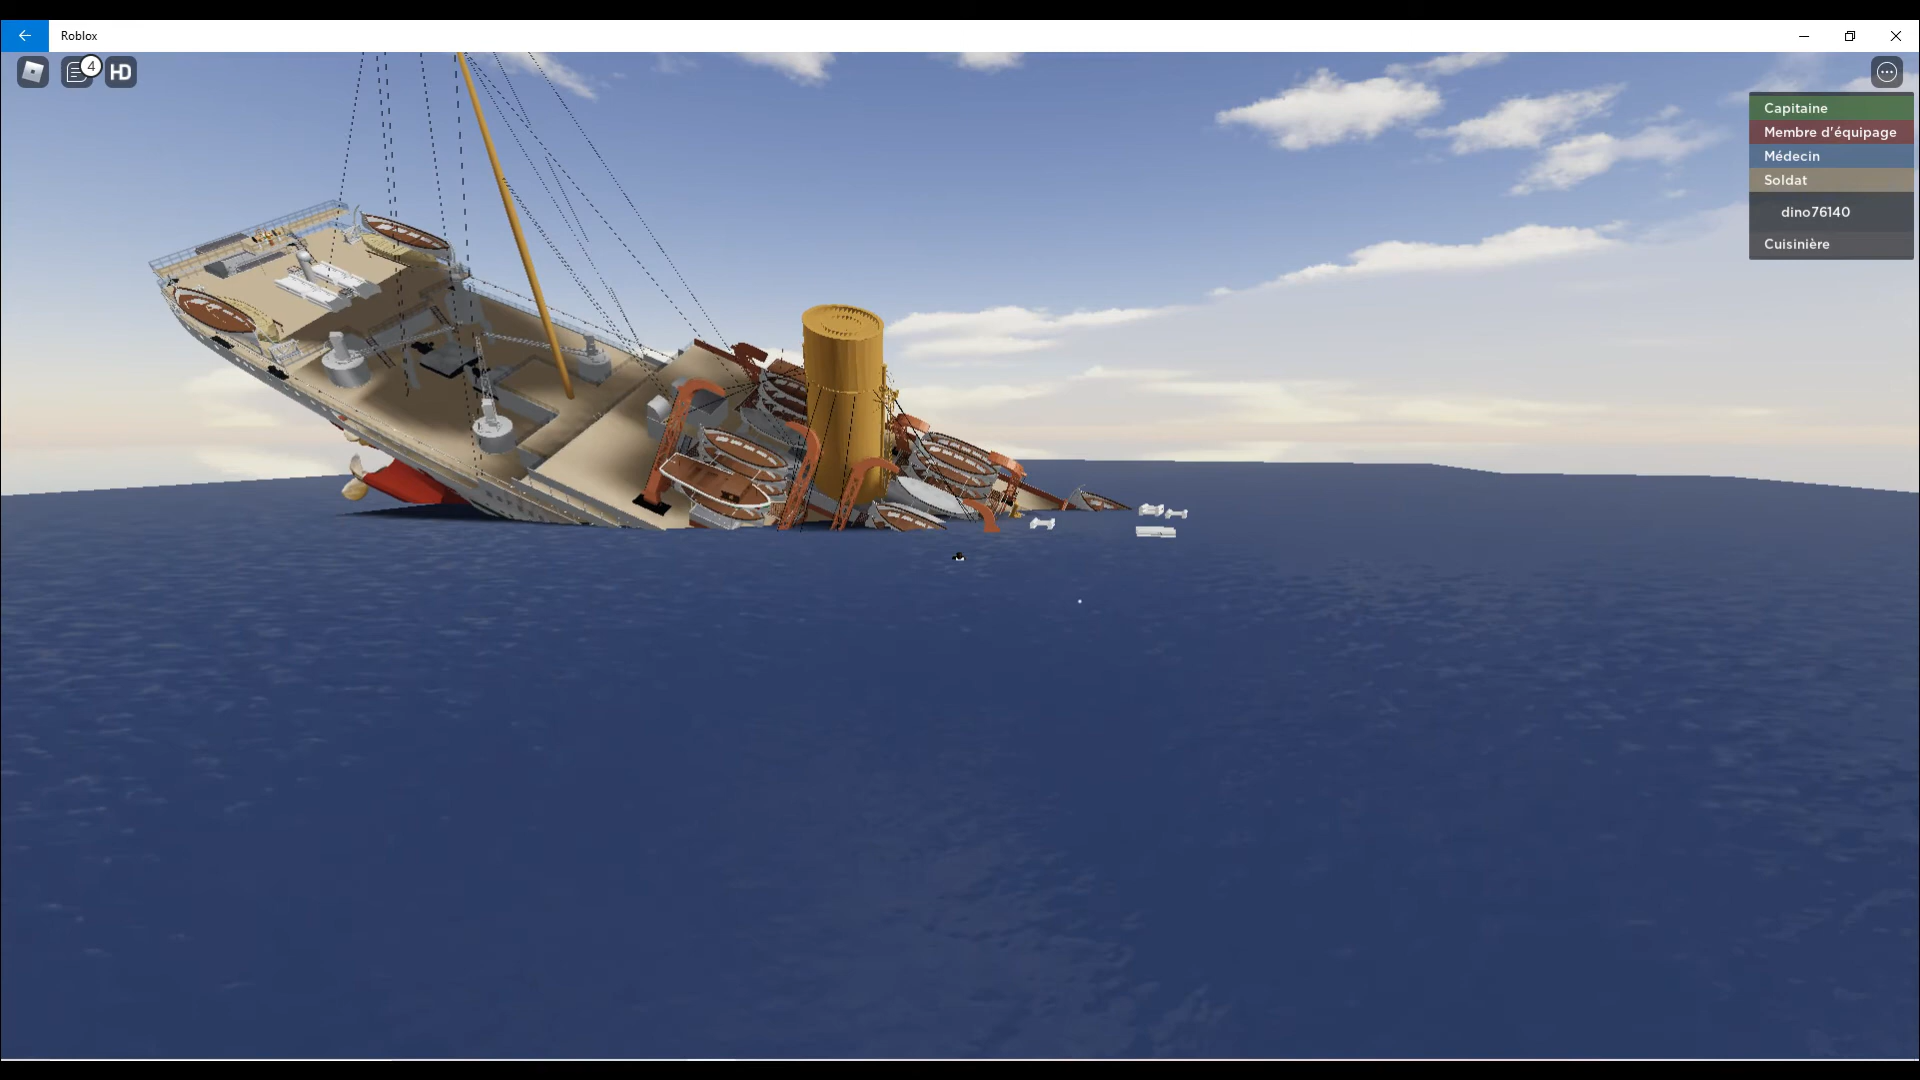 Roblox
4
HD
Capitaine
Membre d'équipage
Médecin
Soldat
dino76140
Cuisinière